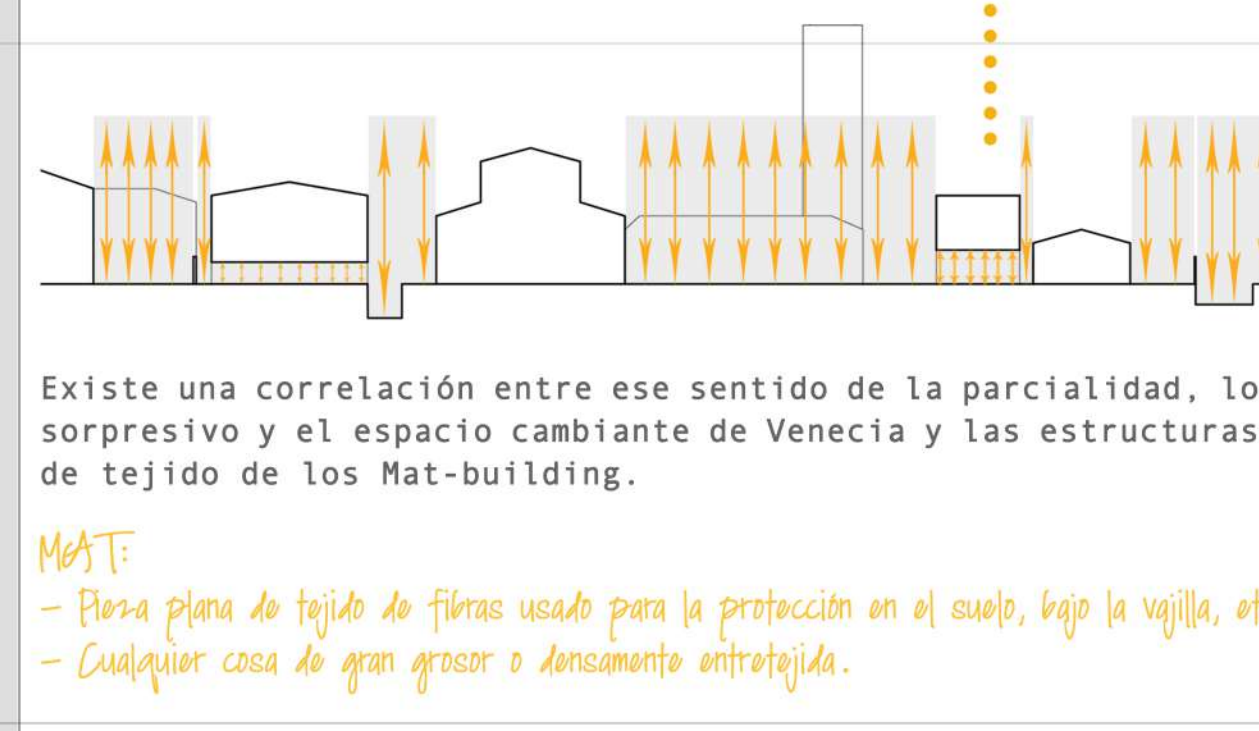 Existe una correlación entre ese sentido de la parcialidad, lo
sorpresivo y el espacio cambiante de Venecia y las estructuras
de tejido de los Mat-building.
MAT:
— Pieza plana de tejido de fibras usado para la protección en el suelo, bajo la vajilla, et
— Cualquier cosa de gran grosor o densamente entretejida.